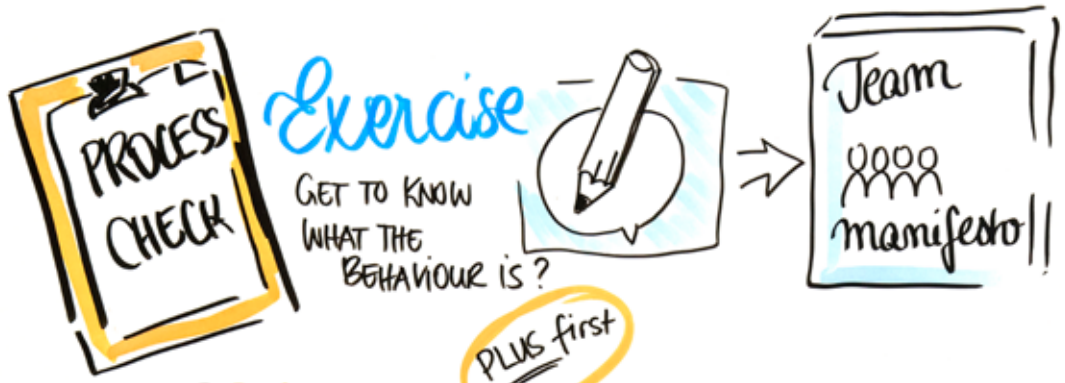 PROCESS
CHECK
Exercise
GET TO KNOW
WHAT THE
BEHAVIOUR IS?
PLUS first
Team
manifesto